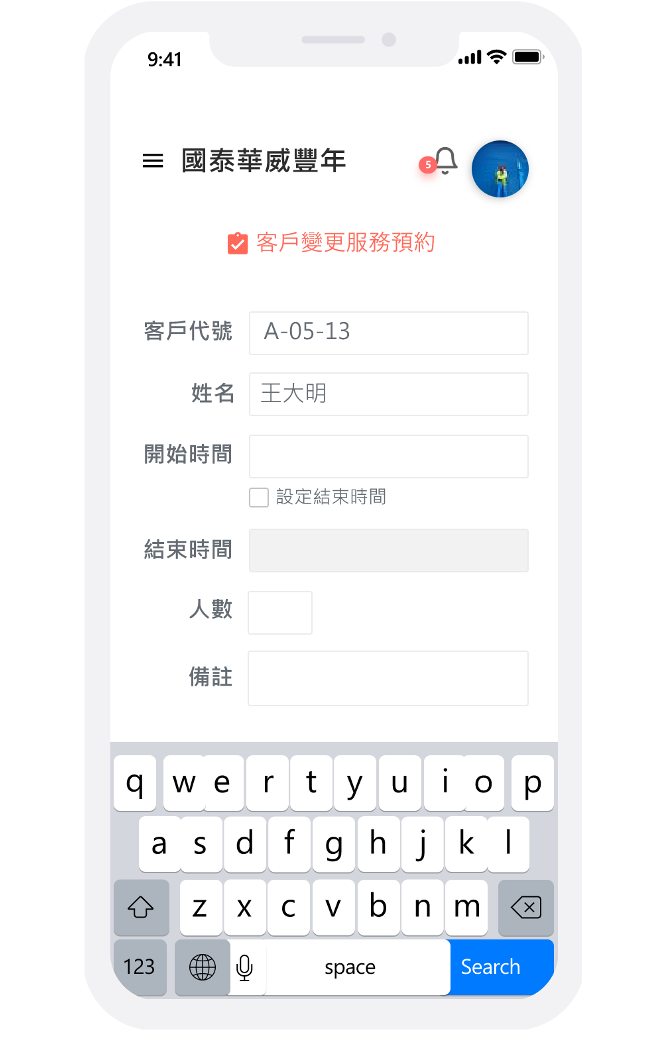 9:41
國泰華威豐年
5
客戶變更服務預約
客戶代號 A-05-13
姓名 王大明
開始時間
設定結束時間
結束時間
人數
備註
q w e r t y u i o p
a s d f g h j k l
z x c v b n m
123 space Search